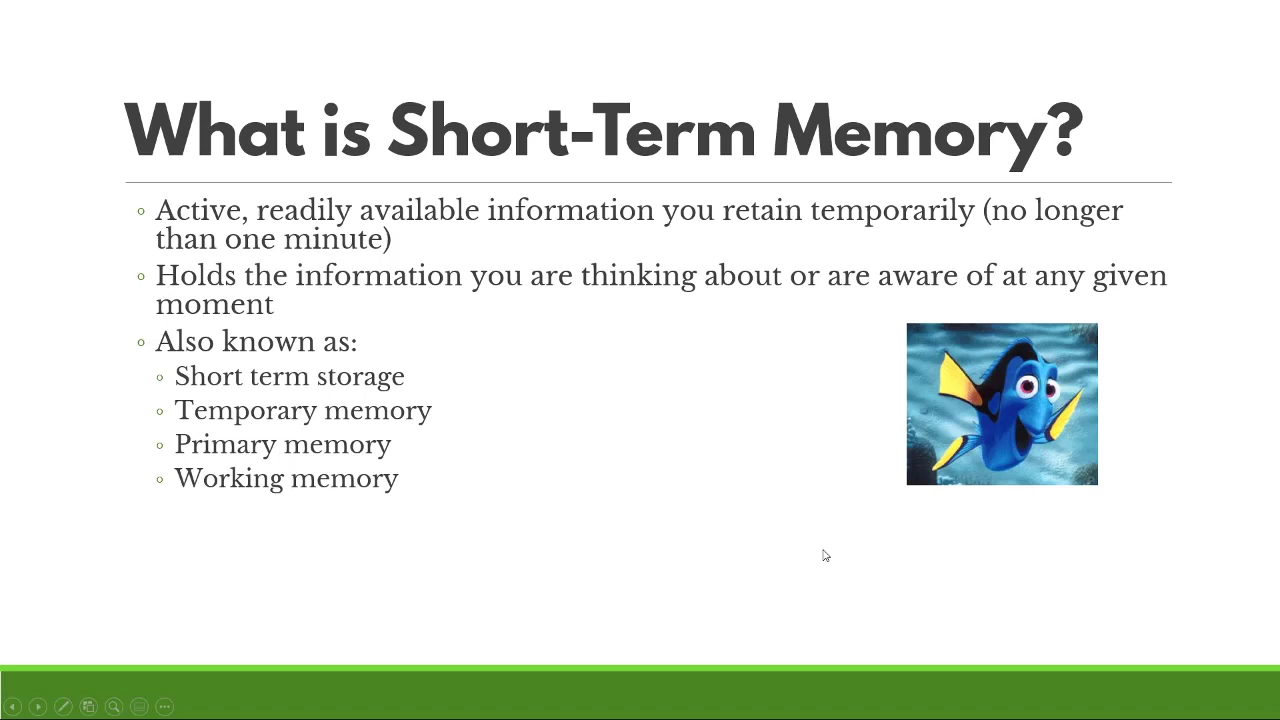 What is Short-Term Memory?
Active, readily available information you retain temporarily (no longer
than one minute)
Holds the information you are thinking about or are aware of at any given
moment
Also known as:
Short term storage
Temporary memory
Primary memory
Working memory